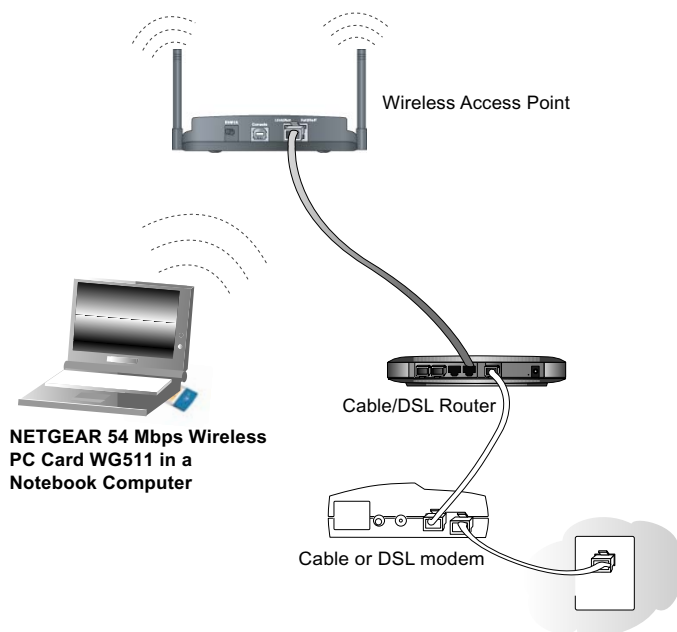 Wireless Access Point
Console
Cable/DSL Router
NETGEAR 54 Mbps Wireless
PC Card WG511 in a
Notebook Computer
Cable or DSL modem